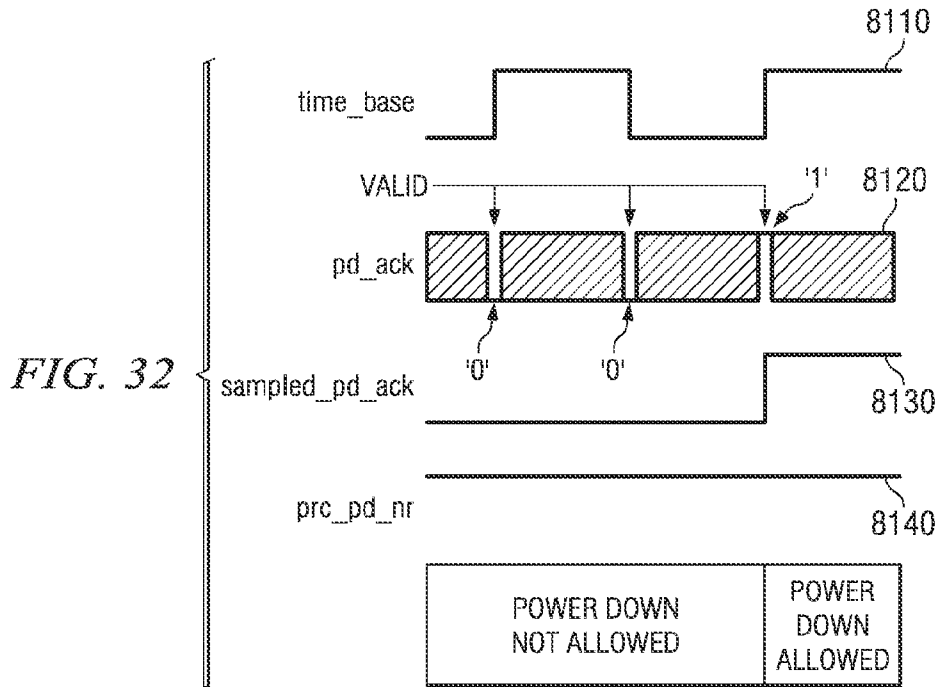 8110
time_base
VALID
'1'
8120
pd_ack
'0'
'0'
FIG. 32
sampled_pd_ack
8130
prc_pd_nr
8140
POWER DOWN
NOT ALLOWED
POWER
DOWN
ALLOWED